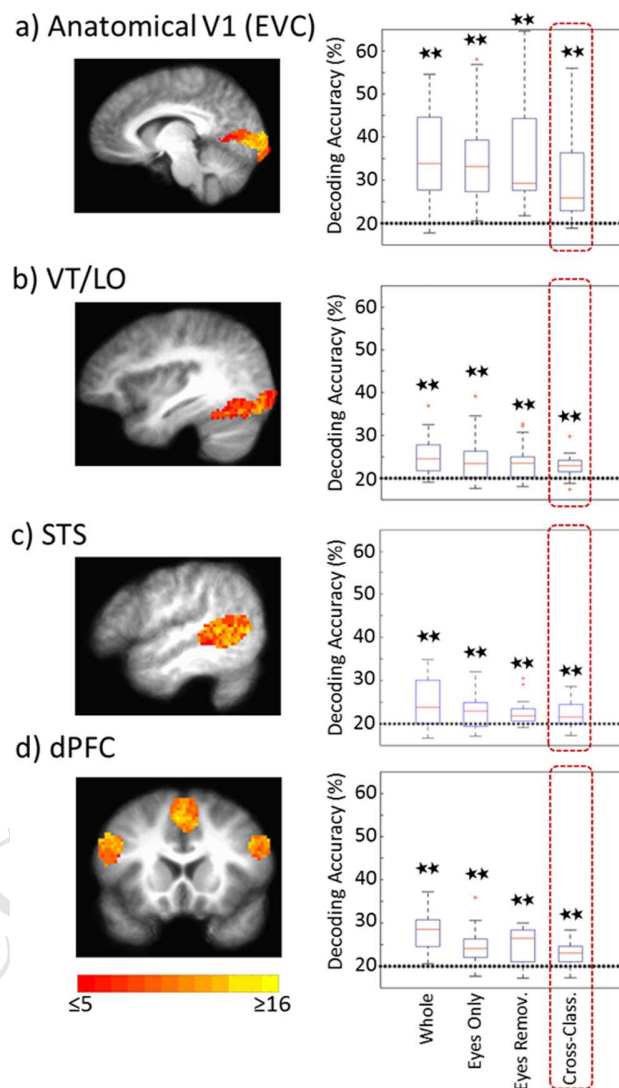 a) Anatomical V1 (EVC)
Decoding Accuracy (%)
60
50
40
30
20
★★ ★★ ★★ ★★
b) VT/LO
Decoding Accuracy (%)
60
50
40
30
20
★★ ★★ ★★ ★★
c) STS
Decoding Accuracy (%)
60
50
40
30
20
★★ ★★ ★★ ★★
d) dPFC
Decoding Accuracy (%)
60
50
40
30
20
★★ ★★ ★★ ★★
≤5 ≥16
Whole
Eyes Only
Eyes Remov.
Cross-Class.